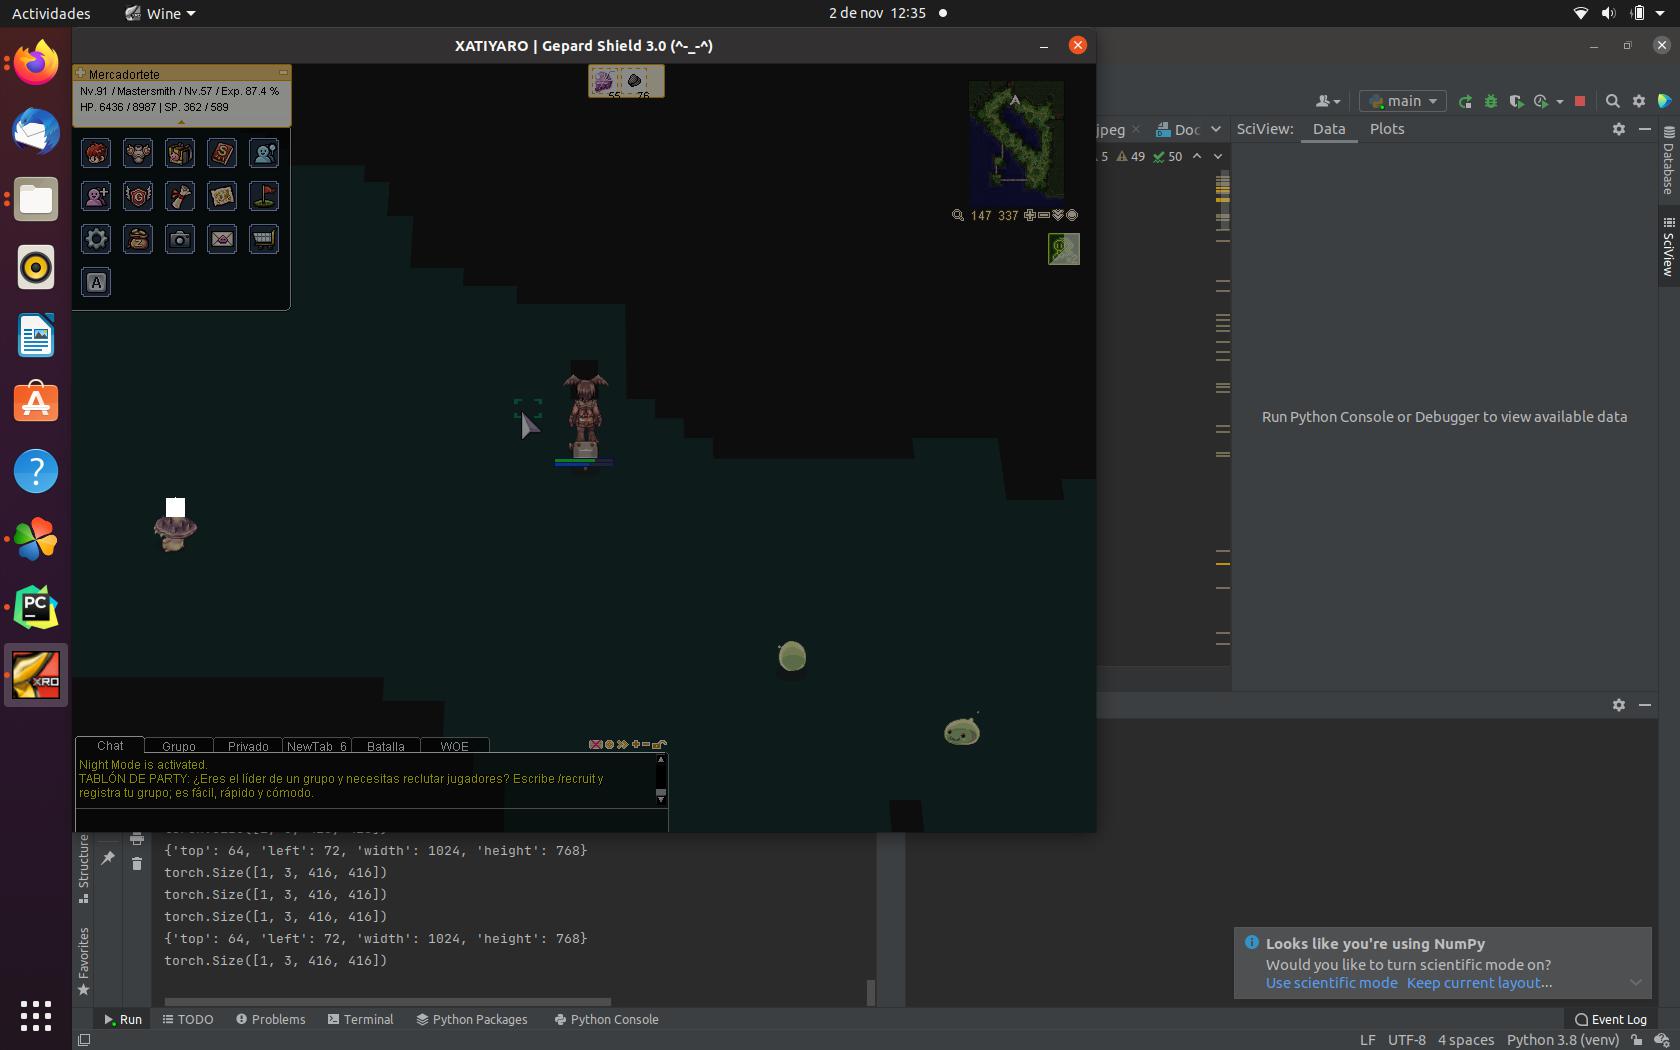 Actividades
Wine
2 de nov 12:35
XATIYARO | Gepard Shield 3.0 (^-_-^)
Mercadortete
Nv.91 / Mastersmith / Nv.57 / Exp. 87.4 %
HP. 6436 / 8987 | SP. 362 / 589
55 76
147 337
A
main
jpeg
Doc
SciView:
Data
Plots
5 49 50
Database
SciView
Run Python Console or Debugger to view available data
PC
XRO
Chat
Grupo
Privado
NewTab 6
Batalla
WOE
Night Mode is activated.
TABLÓN DE PARTY: ¿Eres el líder de un grupo y necesitas reclutar jugadores? Escribe /recruit y
registra tu grupo; es fácil, rápido y cómodo.
{'top': 64, 'left': 72, 'width': 1024, 'height': 768}
torch.Size([1, 3, 416, 416])
torch.Size([1, 3, 416, 416])
torch.Size([1, 3, 416, 416])
{'top': 64, 'left': 72, 'width': 1024, 'height': 768}
torch.Size([1, 3, 416, 416])
Structure
Favorites
Looks like you're using NumPy
Would you like to turn scientific mode on?
Use scientific mode Keep current layout...
Run
TODO
Problems
Terminal
Python Packages
Python Console
Event Log
LF UTF-8 4 spaces Python 3.8 (venv)